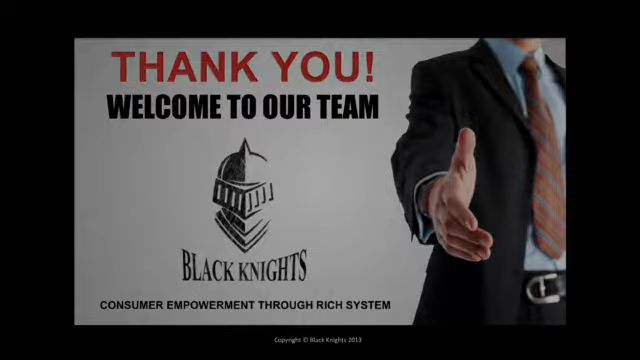 THANK YOU!
WELCOME TO OUR TEAM
BLACK KNIGHTS
CONSUMER EMPOWERMENT THROUGH RICH SYSTEM
Copyright © Black Knights 2013